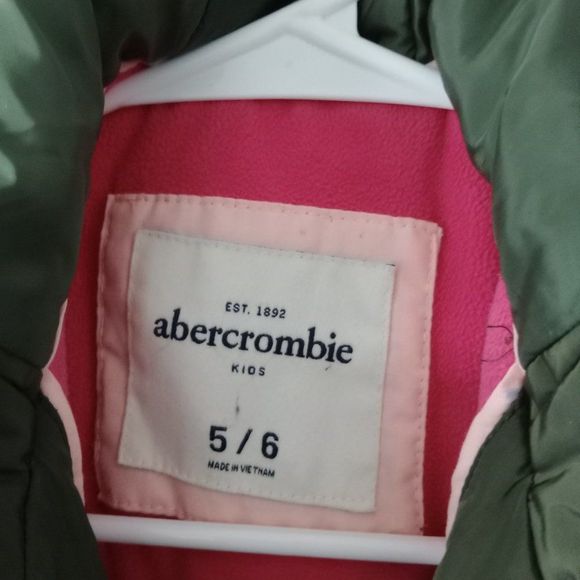 EST. 1892
abercrombie
KIDS
5 / 6
MADE IN VIETNAM